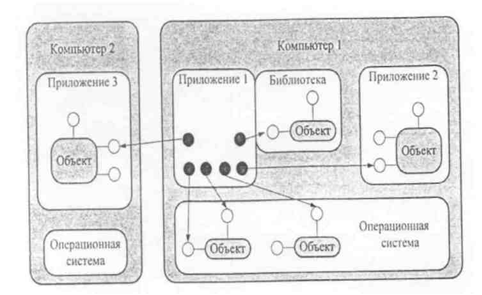 Компьютер 2
Приложение 3
Объект
Операционная
система
Компьютер 1
Приложение 1
Библиотека
Объект
Приложение 2
Объект
Объект
Объект
Операционная
система